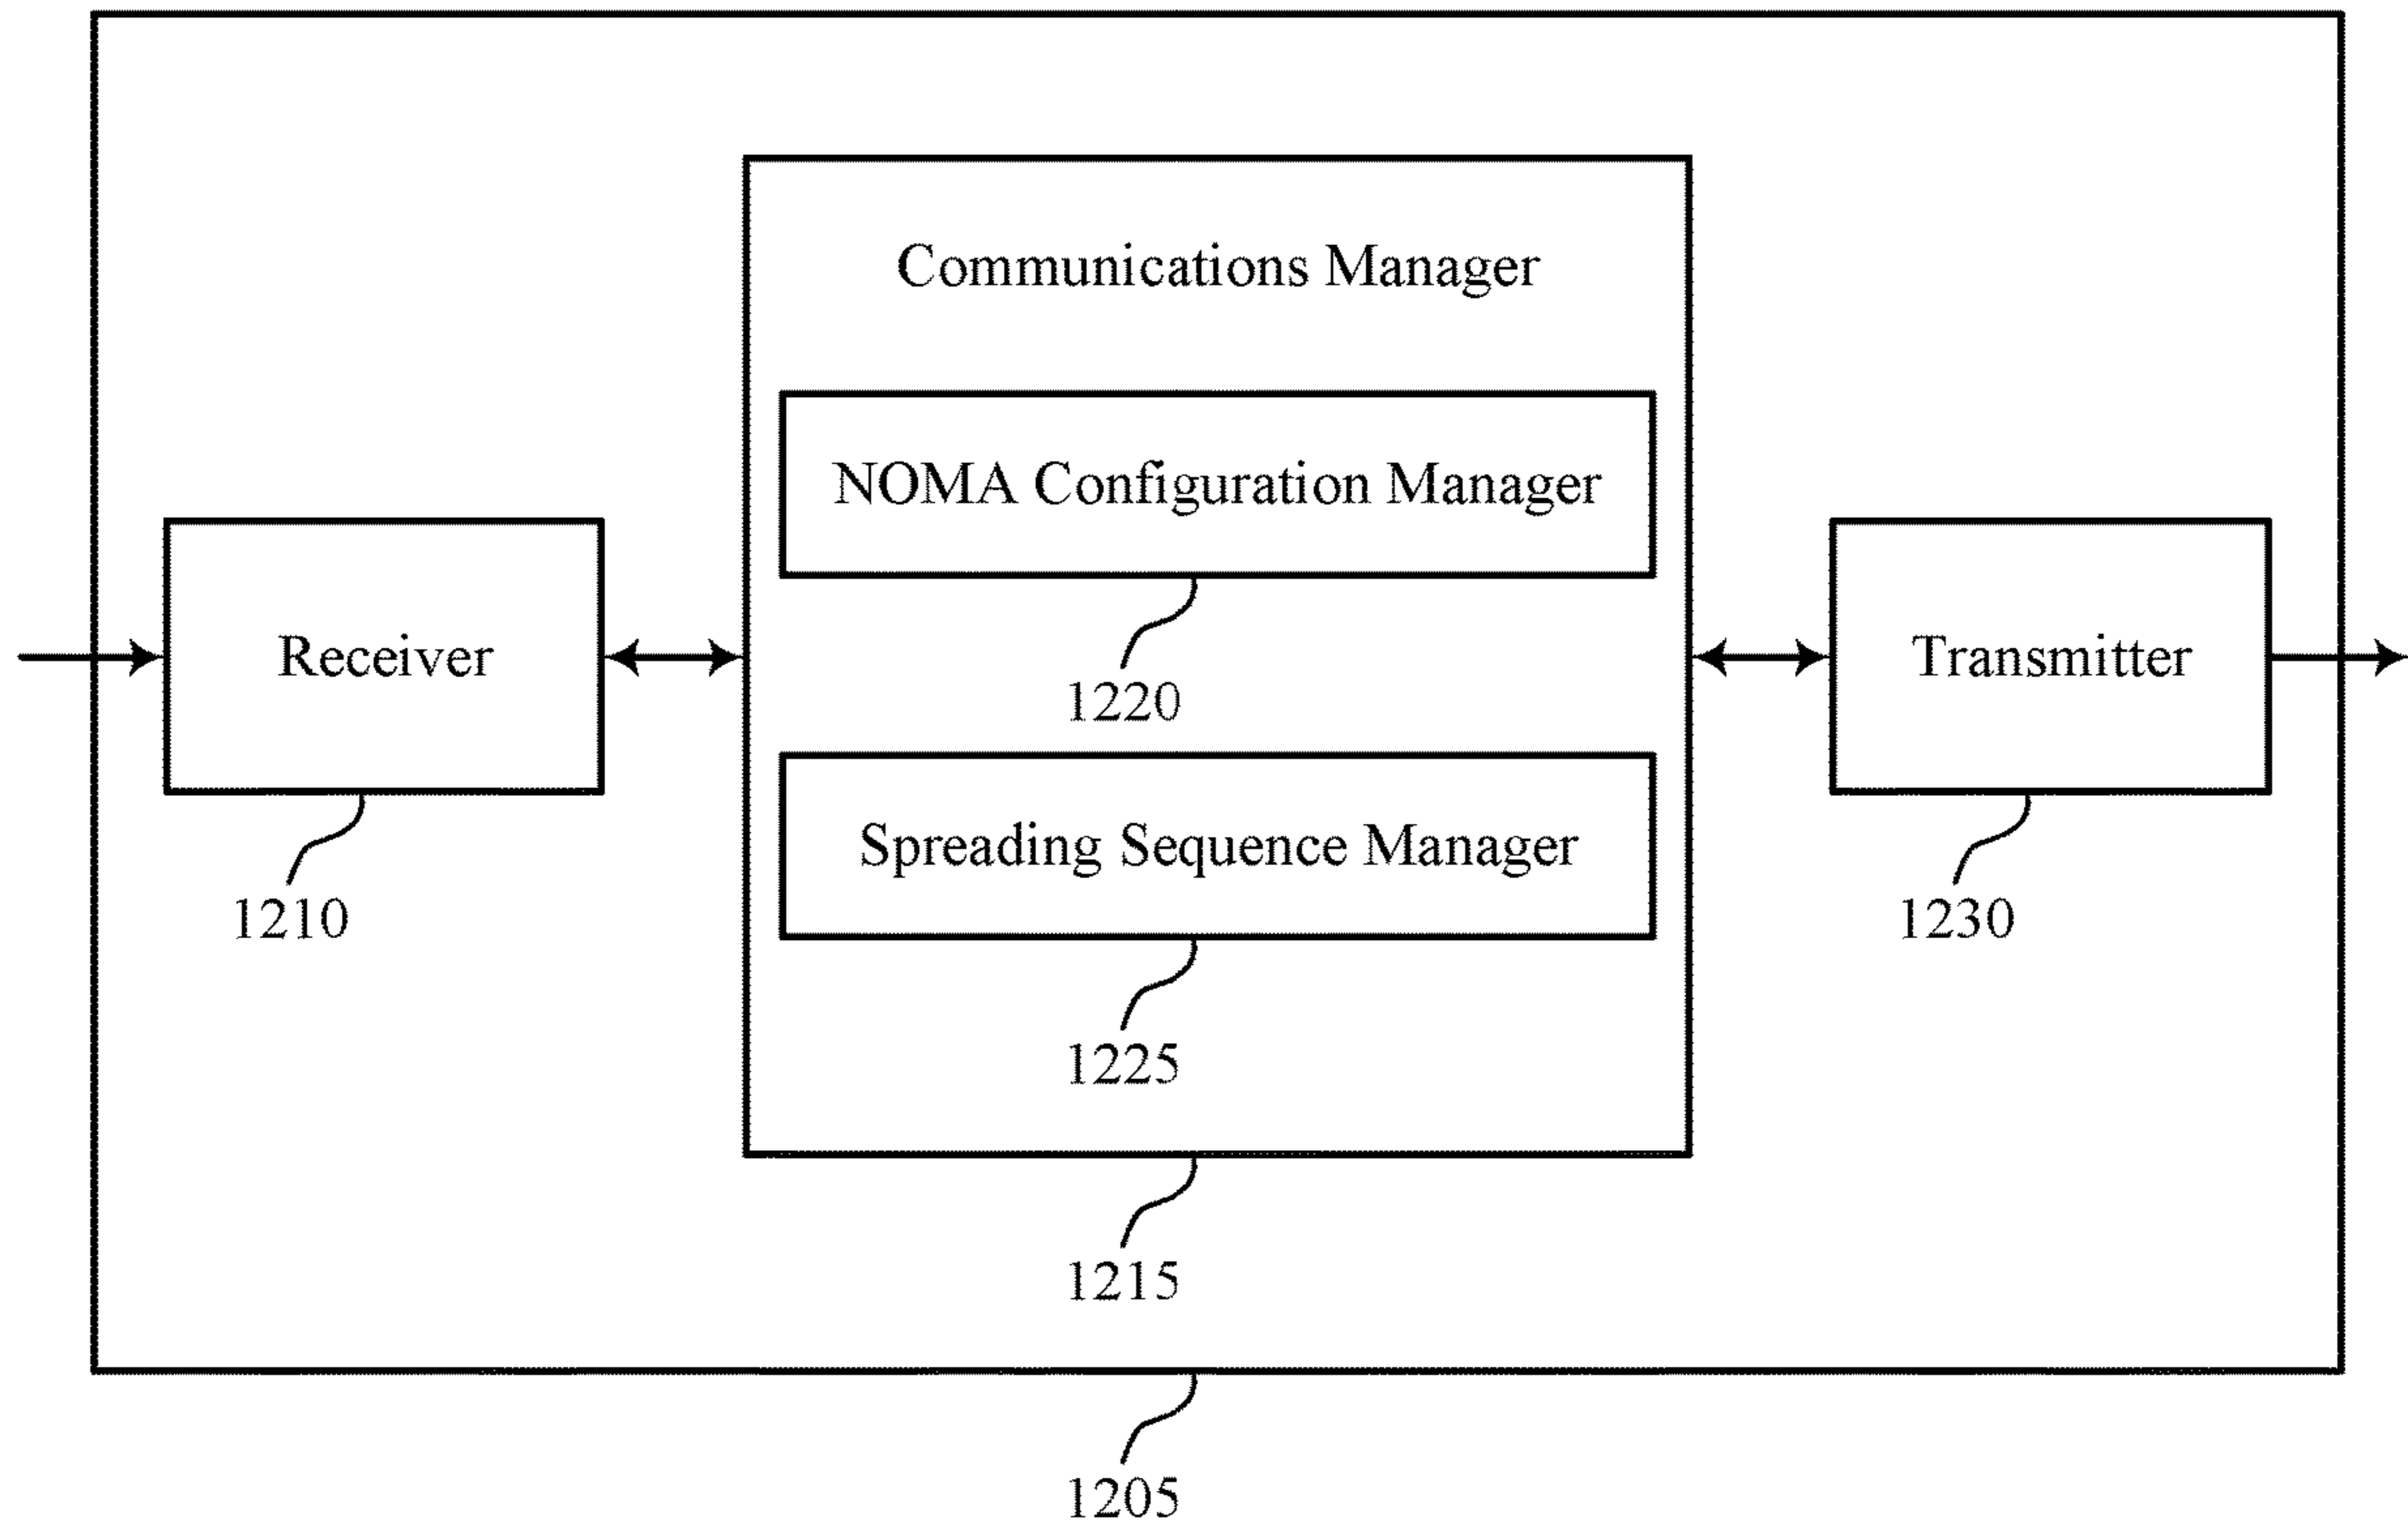 Communications Manager
NOMA Configuration Manager
Receiver
Transmitter
1220
Spreading Sequence Manager
1210
1230
1225
1215
1205